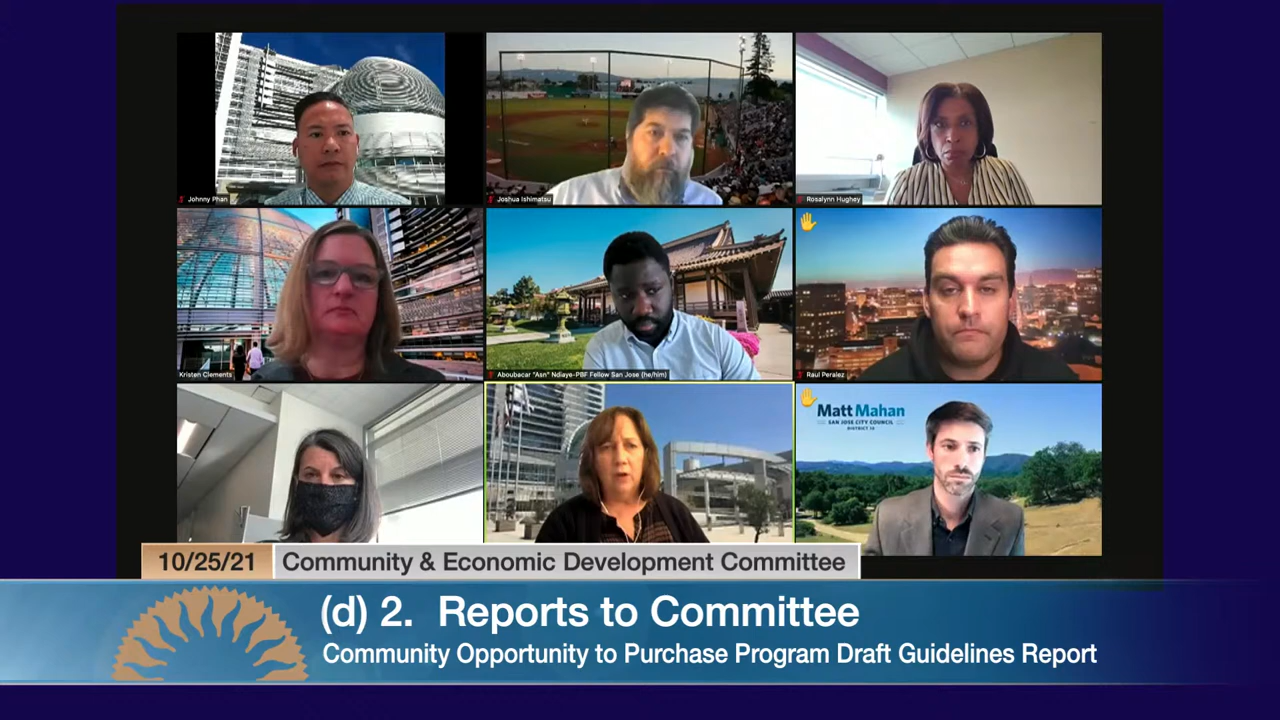 Johnny Phan
Joshua Ishimatsu
Rosalynn Hughey
Kristen Clements
Aboubacar "Asn" Ndiaye-PBF Fellow San Jose (he/him)
Raul Peralez
Matt Mahan
SAN JOSE CITY COUNCIL
DISTRICT 10
10/25/21
Community & Economic Development Committee
(d) 2. Reports to Committee
Community Opportunity to Purchase Program Draft Guidelines Report